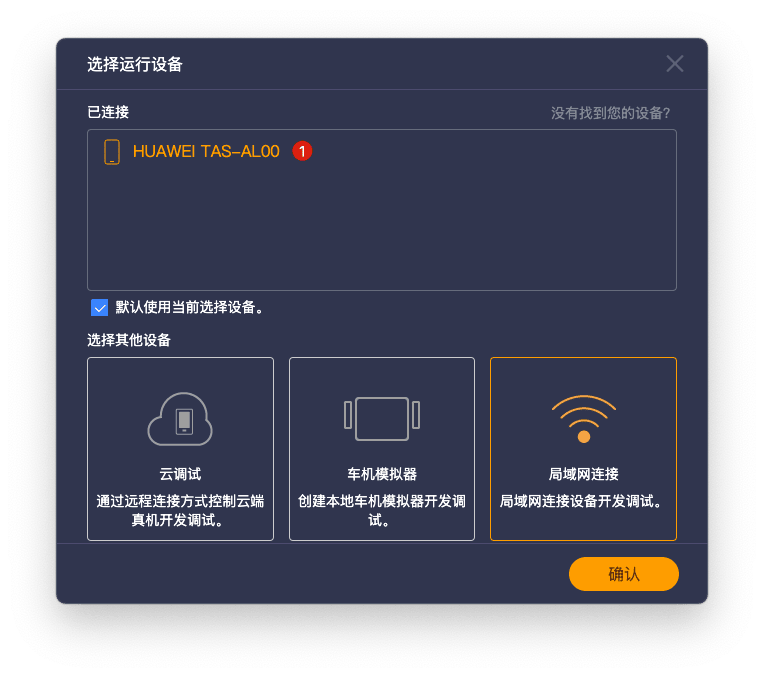 选择运行设备
已连接
没有找到您的设备?
HUAWEI TAS-AL00 1
默认使用当前选择设备。
选择其他设备
云调试
通过远程连接方式控制云端
真机开发调试。
车机模拟器
创建本地车机模拟器开发调
试。
局域网连接
局域网连接设备开发调试。
确认